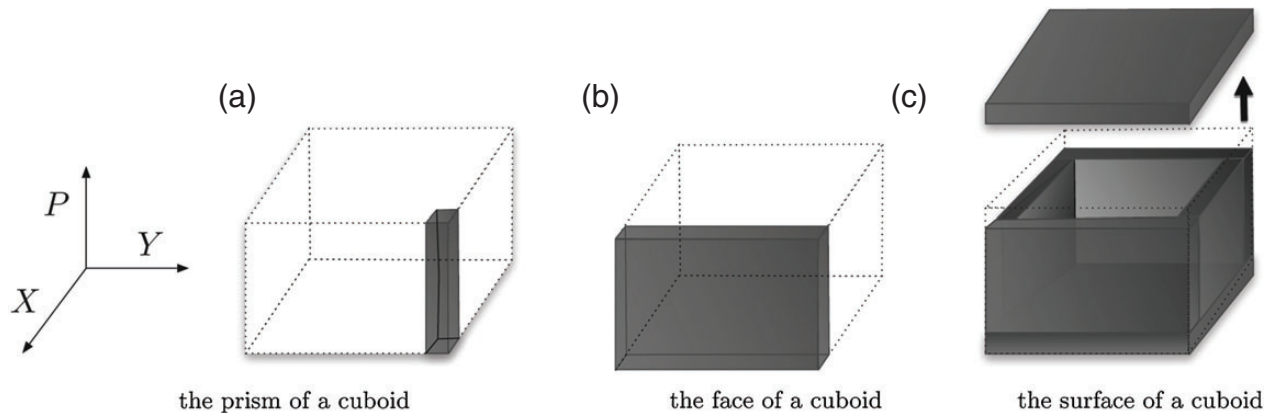 (a)
(b)
(c)
P
Y
X
the prism of a cuboid
the face of a cuboid
the surface of a cuboid